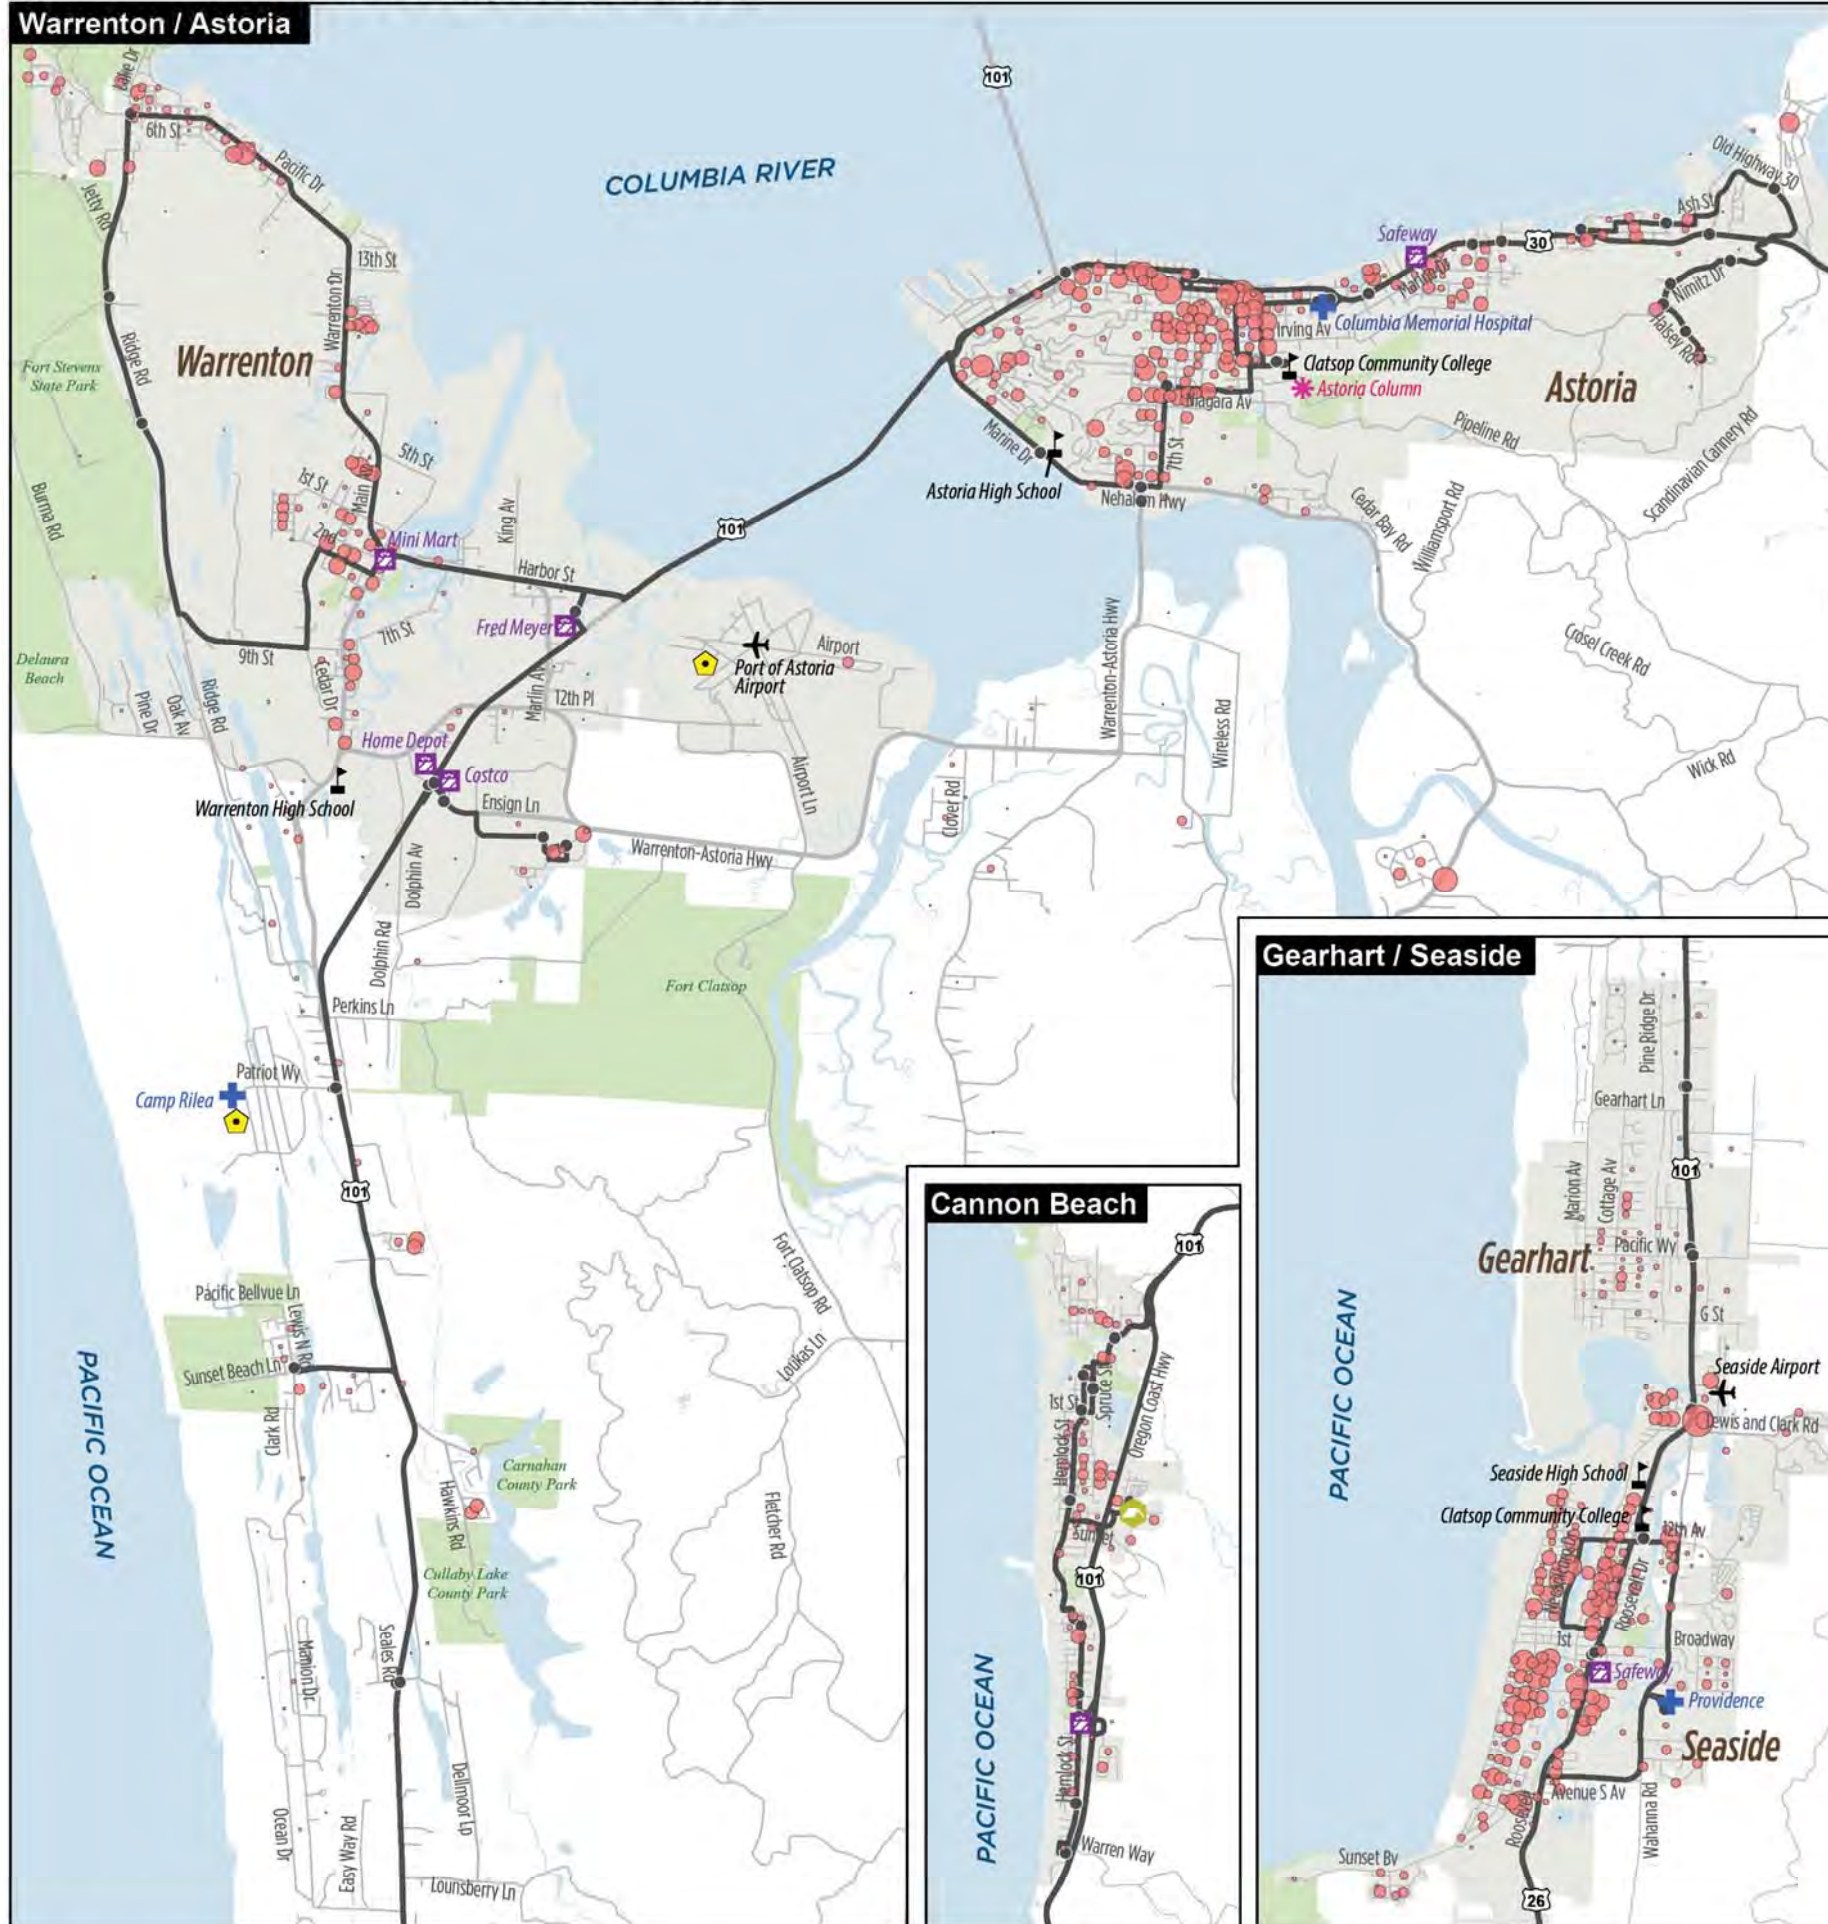 Warrenton / Astoria
Lake Dr
6th St
Pacific Dr
Jetty Rd
COLUMBIA RIVER
101
Old Highway 30
Ash St
30
Safeway
Marine Dr
Nimitz Dr
Halsey Rd
13th St
Warrenton Dr
Warrenton
Ridge Rd
Fort Stevens
State Park
Irving Av
Columbia Memorial Hospital
Clatsop Community College
Astoria Column
Astoria
Niagara Av
Pipeline Rd
Scandinavian Cannery Rd
Marine Dr
7th St
Astoria High School
Nehalem Hwy
Cedar Bay Rd
Williamsport Rd
5th St
1st St
Main Av
2nd
Burma Rd
Mini Mart
King Av
101
Harbor St
Fred Meyer
7th St
9th St
Cedar Dr
Marlin Av
12th Pl
Airport
Port of Astoria
Airport
Warrenton-Astoria Hwy
Wireless Rd
Crosel Creek Rd
Wick Rd
Delaura
Beach
Pine Dr
Oak Av
Ridge Rd
Home Depot
Costco
Ensign Ln
Airport Ln
Clover Rd
Warrenton High School
Warrenton-Astoria Hwy
Dolphin Av
Dolphin Rd
Fort Clatsop
Perkins Ln
Patriot Wy
Camp Rilea
101
Fort Clatsop Rd
Loukas Ln
Pacific Bellvue Ln
Lewis N Rd
Sunset Beach Ln
Clark Rd
Carnahan
County Park
Hawkins Rd
Fletcher Rd
Cullaby Lake
County Park
PACIFIC OCEAN
Manion Dr
Seales Rd
Dellmoor Lp
Ocean Dr
Easy Way Rd
Lounsberry Ln
Cannon Beach
101
1st St
Spruce St
Hemlock St
Oregon Coast Hwy
Sunset
101
PACIFIC OCEAN
Hemlock St
Warren Way
Gearhart / Seaside
Pine Ridge Dr
Gearhart Ln
101
Marion Av
Cottage Av
Pacific Wy
Gearhart
G St
PACIFIC OCEAN
Seaside Airport
Lewis and Clark Rd
Seaside High School
Clatsop Community College
12th Av
Roosevelt Dr
1st
Broadway
Safeway
Providence
Seaside
Avenue S Av
Roosevelt
Wahanna Rd
Sunset Bv
26